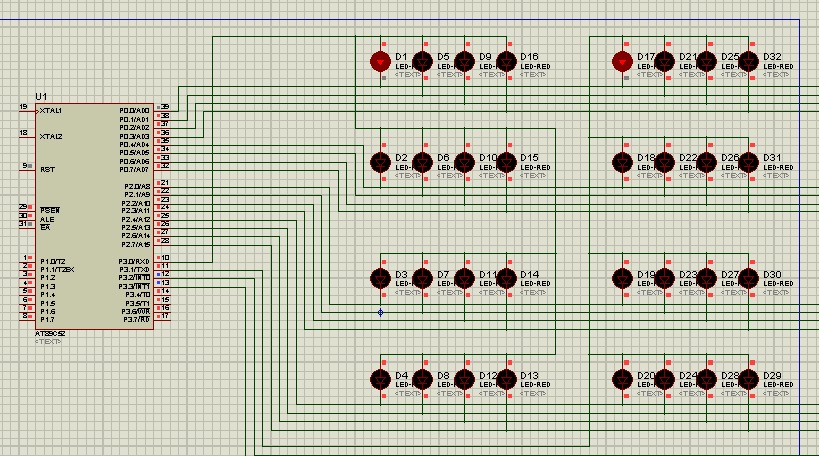 U1
19 XTAL1
18 XTAL2
9 RST
29 PSEN
30 ALE
31 EA
1 P1.0/T2
2 P1.1/T2EX
3 P1.2
4 P1.3
5 P1.4
6 P1.5
7 P1.6
8 P1.7
P0.0/AD0 39
P0.1/AD1 38
P0.2/AD2 37
P0.3/AD3 36
P0.4/AD4 35
P0.5/AD5 34
P0.6/AD6 33
P0.7/AD7 32
P2.0/A8 21
P2.1/A9 22
P2.2/A10 23
P2.3/A11 24
P2.4/A12 25
P2.5/A13 26
P2.6/A14 27
P2.7/A15 28
P3.0/RXD 10
P3.1/TXD 11
P3.2/INT0 12
P3.3/INT1 13
P3.4/T0 14
P3.5/T1 15
P3.6/WR 16
P3.7/RD 17
AT89C52
<TEXT>
D1 D5 D9 D16 D17 D21 D25 D32
LED-RED LED-RED LED-RED LED-RED LED-RED LED-RED LED-RED LED-RED
<TEXT> <TEXT> <TEXT> <TEXT> <TEXT> <TEXT> <TEXT> <TEXT>
D2 D6 D10 D15 D18 D22 D26 D31
LED-RED LED-RED LED-RED LED-RED LED-RED LED-RED LED-RED LED-RED
<TEXT> <TEXT> <TEXT> <TEXT> <TEXT> <TEXT> <TEXT> <TEXT>
D3 D7 D11 D14 D19 D23 D27 D30
LED-RED LED-RED LED-RED LED-RED LED-RED LED-RED LED-RED LED-RED
<TEXT> <TEXT> <TEXT> <TEXT> <TEXT> <TEXT> <TEXT> <TEXT>
D4 D8 D12 D13 D20 D24 D28 D29
LED-RED LED-RED LED-RED LED-RED LED-RED LED-RED LED-RED LED-RED
<TEXT> <TEXT> <TEXT> <TEXT> <TEXT> <TEXT> <TEXT> <TEXT>